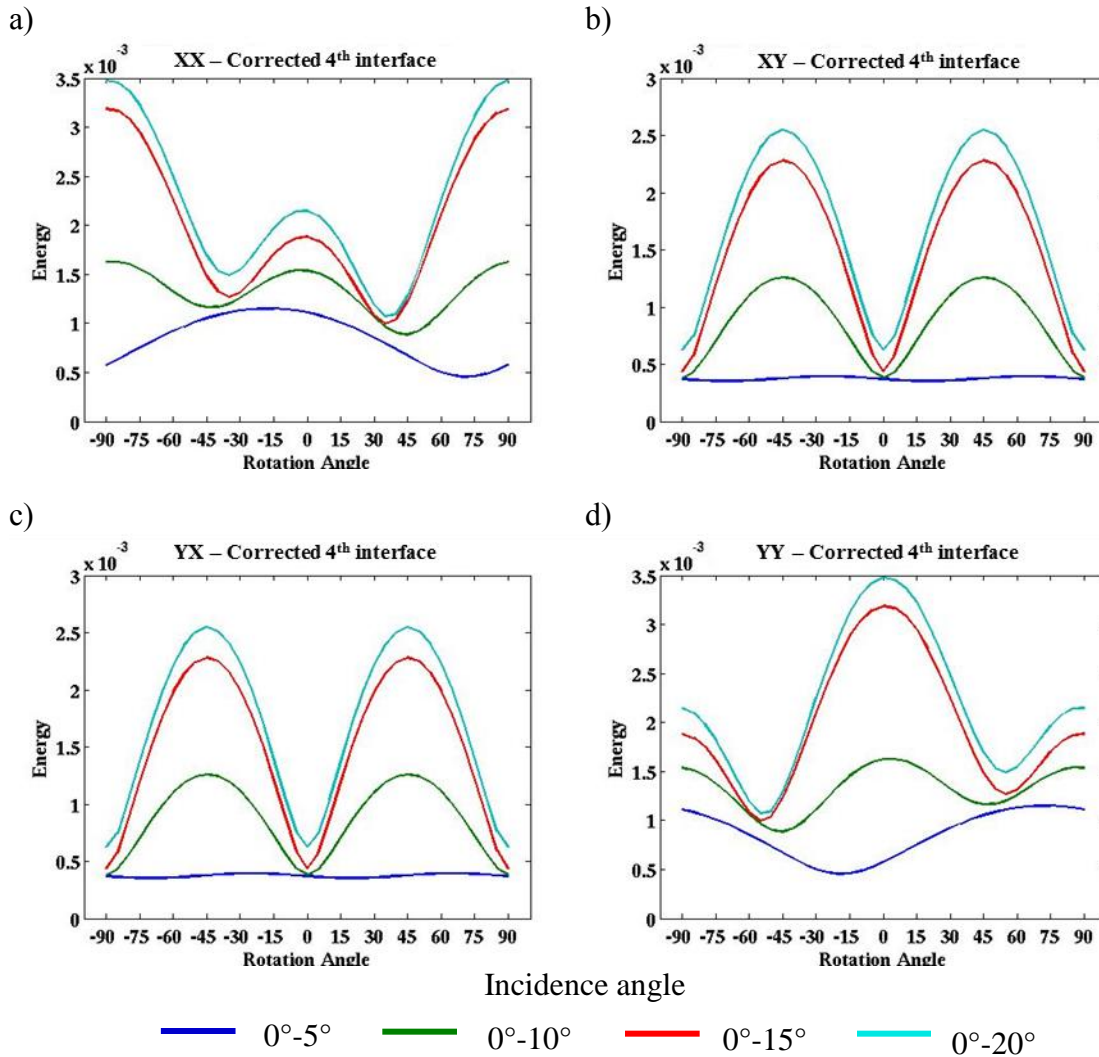 a)
b)
x 10⁻³ XX – Corrected 4th interface
3.5
3
2.5
2
1.5
1
0.5
0
Energy
-90 -75 -60 -45 -30 -15 0 15 30 45 60 75 90
Rotation Angle
x 10⁻³ XY – Corrected 4th interface
3
2.5
2
1.5
1
0.5
0
Energy
-90 -75 -60 -45 -30 -15 0 15 30 45 60 75 90
Rotation Angle
c)
d)
x 10⁻³ YX – Corrected 4th interface
3
2.5
2
1.5
1
0.5
0
Energy
-90 -75 -60 -45 -30 -15 0 15 30 45 60 75 90
Rotation Angle
x 10⁻³ YY – Corrected 4th interface
3.5
3
2.5
2
1.5
1
0.5
0
Energy
-90 -75 -60 -45 -30 -15 0 15 30 45 60 75 90
Rotation Angle
Incidence angle
0°-5° 0°-10° 0°-15° 0°-20°